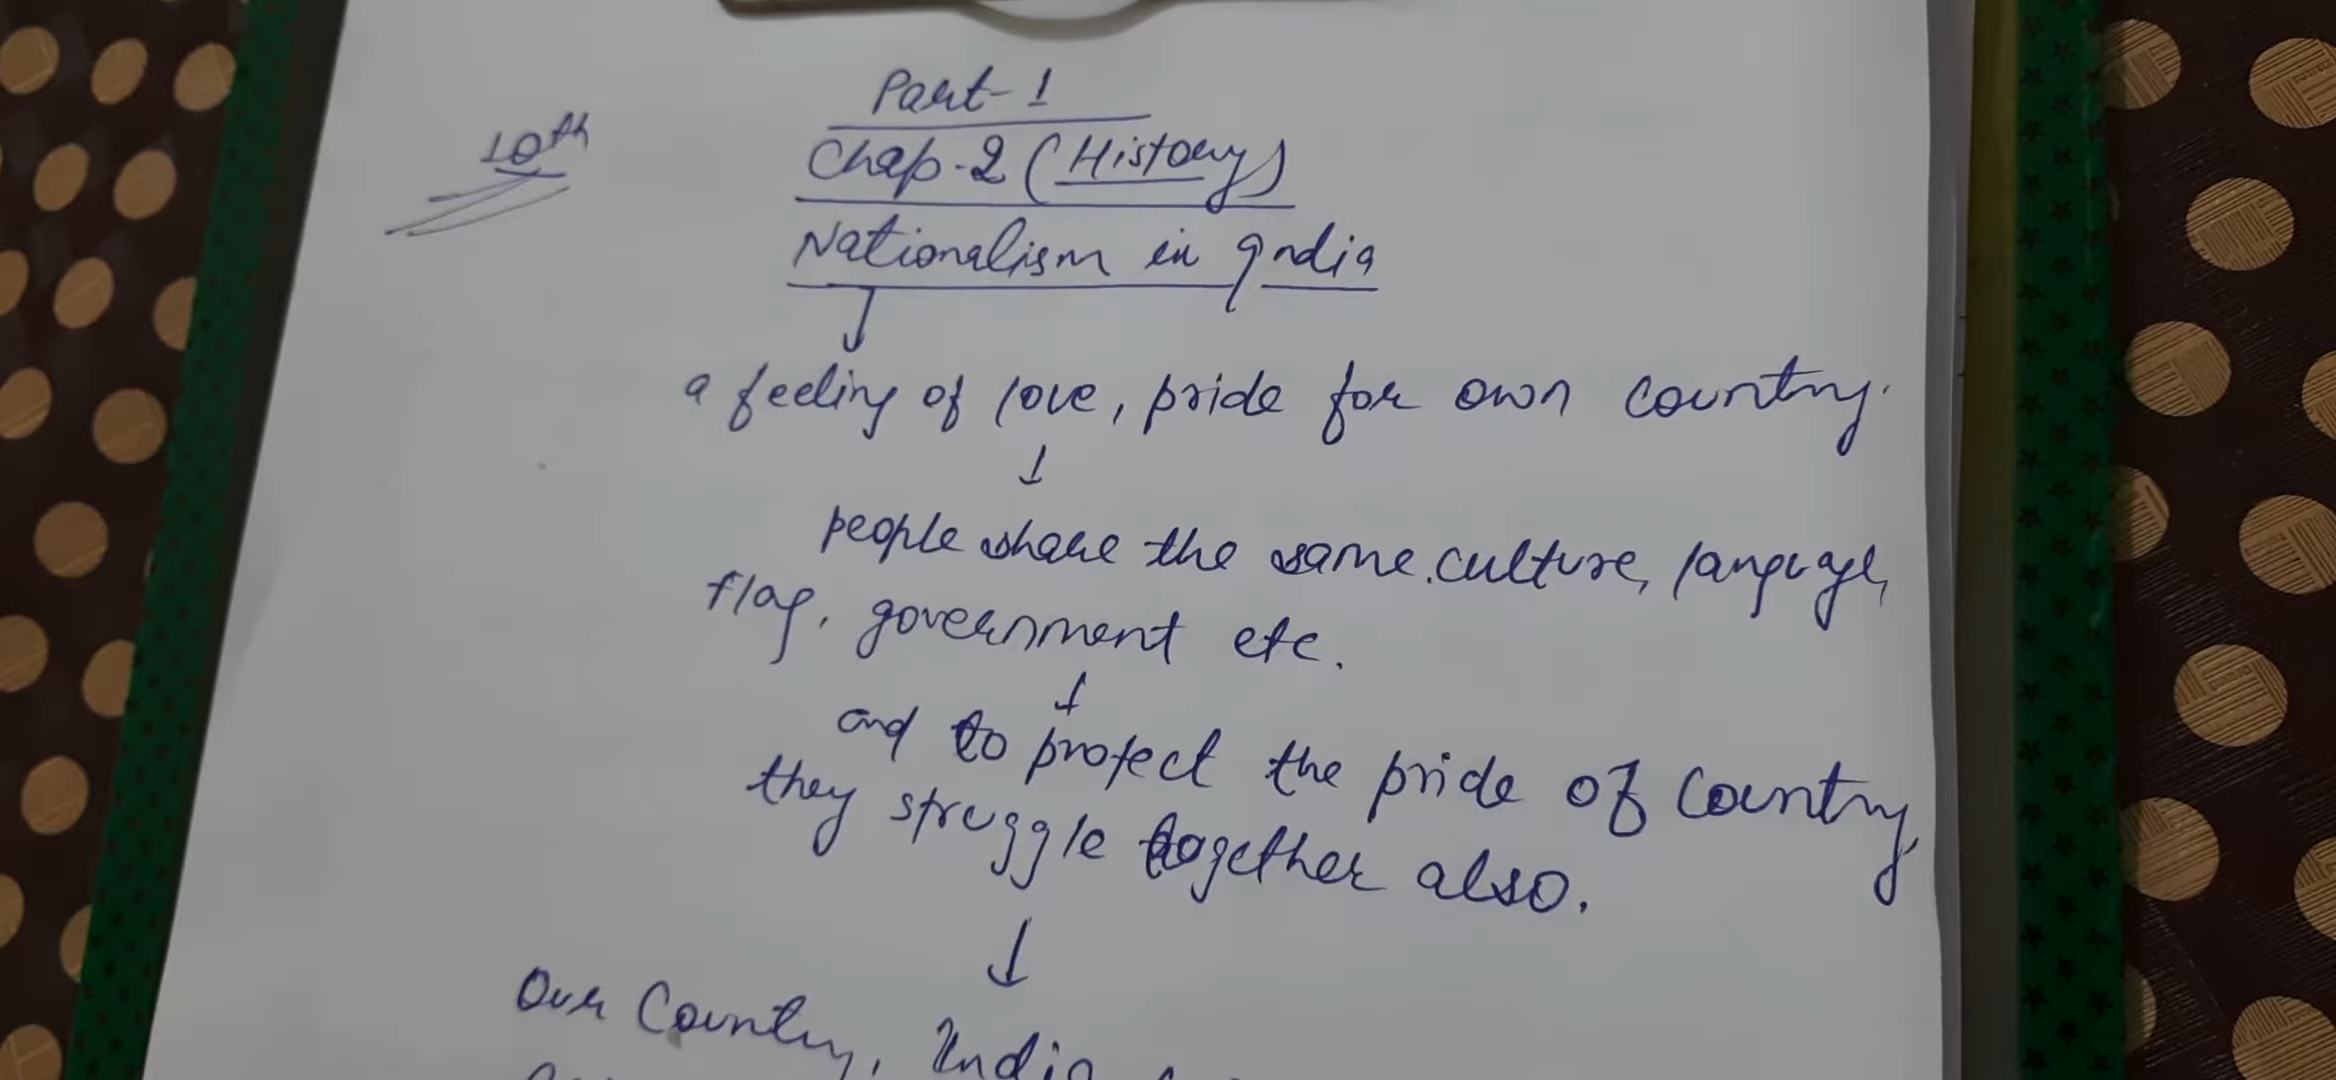 Part-1
10th
Chap-2 (History)
Nationalism in India
a feeling of love, pride for own country.
people share the same culture, language,
flag, government etc.
and to protect the pride of country,
they struggle together also.
Our Country, India